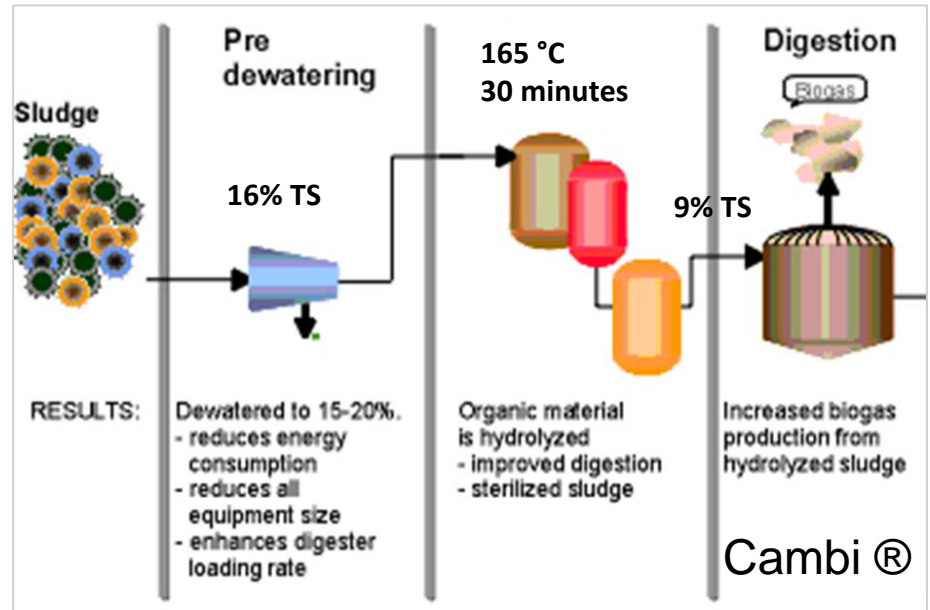 Sludge
Pre
dewatering
16% TS
165 °C
30 minutes
9% TS
Digestion
Biogas
RESULTS:
Dewatered to 15-20%.
- reduces energy
consumption
- reduces all
equipment size
- enhances digester
loading rate
Organic material
is hydrolyzed
- improved digestion
- sterilized sludge
Increased biogas
production from
hydrolyzed sludge
Cambi ®